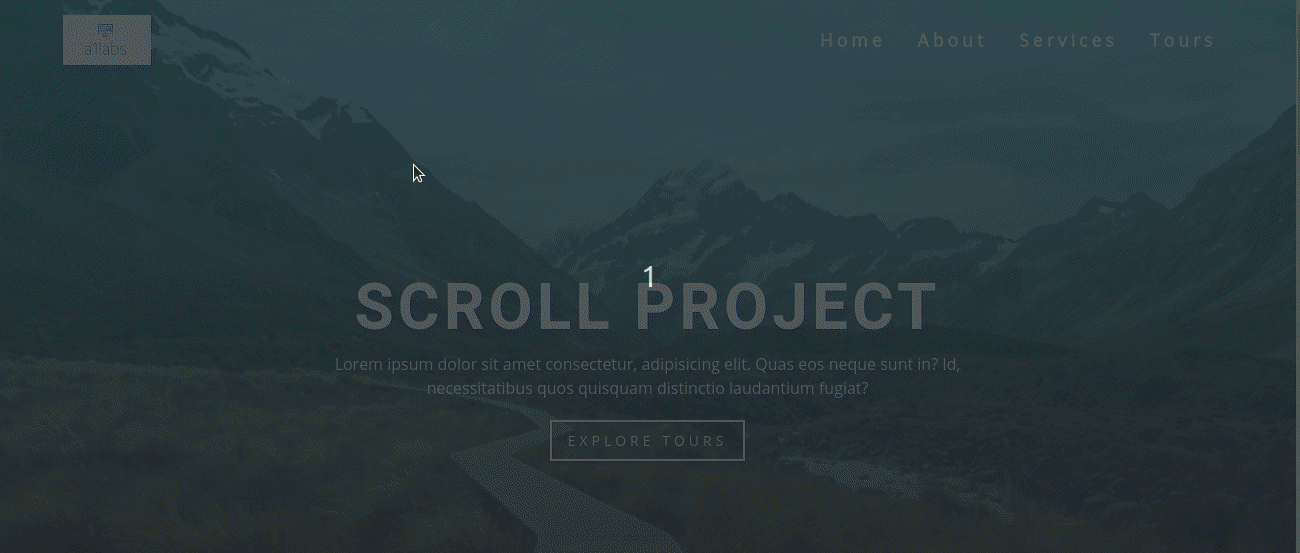 a1labs
Home About Services Tours
1
SCROLL PROJECT
Lorem ipsum dolor sit amet consectetur, adipisicing elit. Quas eos neque sunt in? Id,
necessitatibus quos quisquam distinctio laudantium fugiat?
EXPLORE TOURS